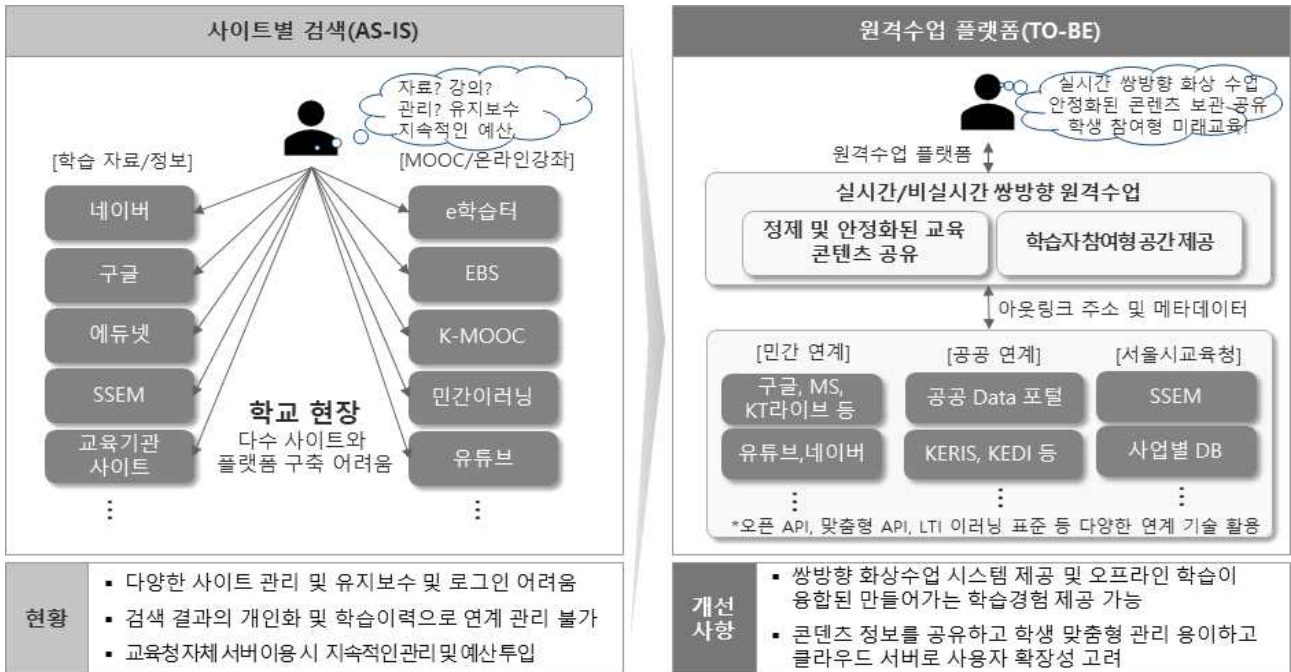 사이트별 검색(AS-IS)
자료? 강의?
관리? 유지보수
지속적인 예산
[학습 자료/정보]
네이버
구글
에듀넷
SSEM
교육기관
사이트
⋮
[MOOC/온라인강좌]
e학습터
EBS
K-MOOC
민간이러닝
유튜브
⋮
학교 현장
다수 사이트와
플랫폼 구축 어려움
현황
▪ 다양한 사이트 관리 및 유지보수 및 로그인 어려움
▪ 검색 결과의 개인화 및 학습이력으로 연계 관리 불가
▪ 교육청자체 서버이용 시 지속적인 관리 및 예산 투입
원격수업 플랫폼(TO-BE)
실시간 쌍방향 화상 수업
안정화된 콘렌츠 보관 공유
학생 참여형 미래교육!
원격수업 플랫폼
실시간/비실시간 쌍방향 원격수업
정제 및 안정화된 교육
콘텐츠 공유
학습자 참여형 공간 제공
아웃링크 주소 및 메타데이터
[민간 연계]
구글, MS,
KT라이브 등
유튜브,네이버
⋮
[공공 연계]
공공 Data 포털
KERIS, KEDI 등
⋮
[서울시교육청]
SSEM
사업별 DB
⋮
*오픈 API, 맞춤형 API, LTI 이러닝 표준 등 다양한 연계 기술 활용
개선
사항
▪ 쌍방향 화상수업 시스템 제공 및 오프라인 학습이
융합된 만들어가는 학습경험 제공 가능
▪ 콘덴츠 정보를 공유하고 학생 맞춤형 관리 용이하고
클라우드 서버로 사용자 확장성 고려